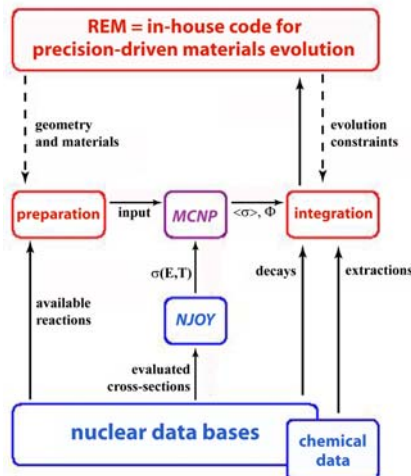 REM = in-house code for
precision-driven materials evolution
geometry
and materials
evolution
constraints
preparation
input
MCNP
<σ>, Φ
integration
σ(E,T)
decays
extractions
available
reactions
NJOY
evaluated
cross-sections
nuclear data bases
chemical
data